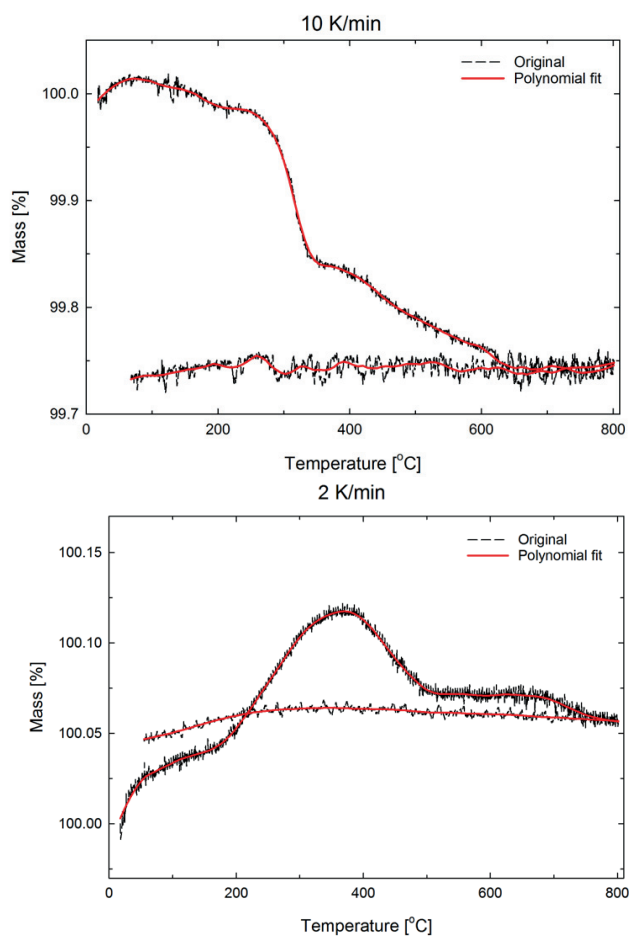 10 K/min
Original
Polynomial fit
100.0
99.9
99.8
99.7
Mass [%]
0 200 400 600 800
Temperature [°C]
2 K/min
Original
Polynomial fit
100.15
100.10
100.05
100.00
Mass [%]
0 200 400 600 800
Temperature [°C]